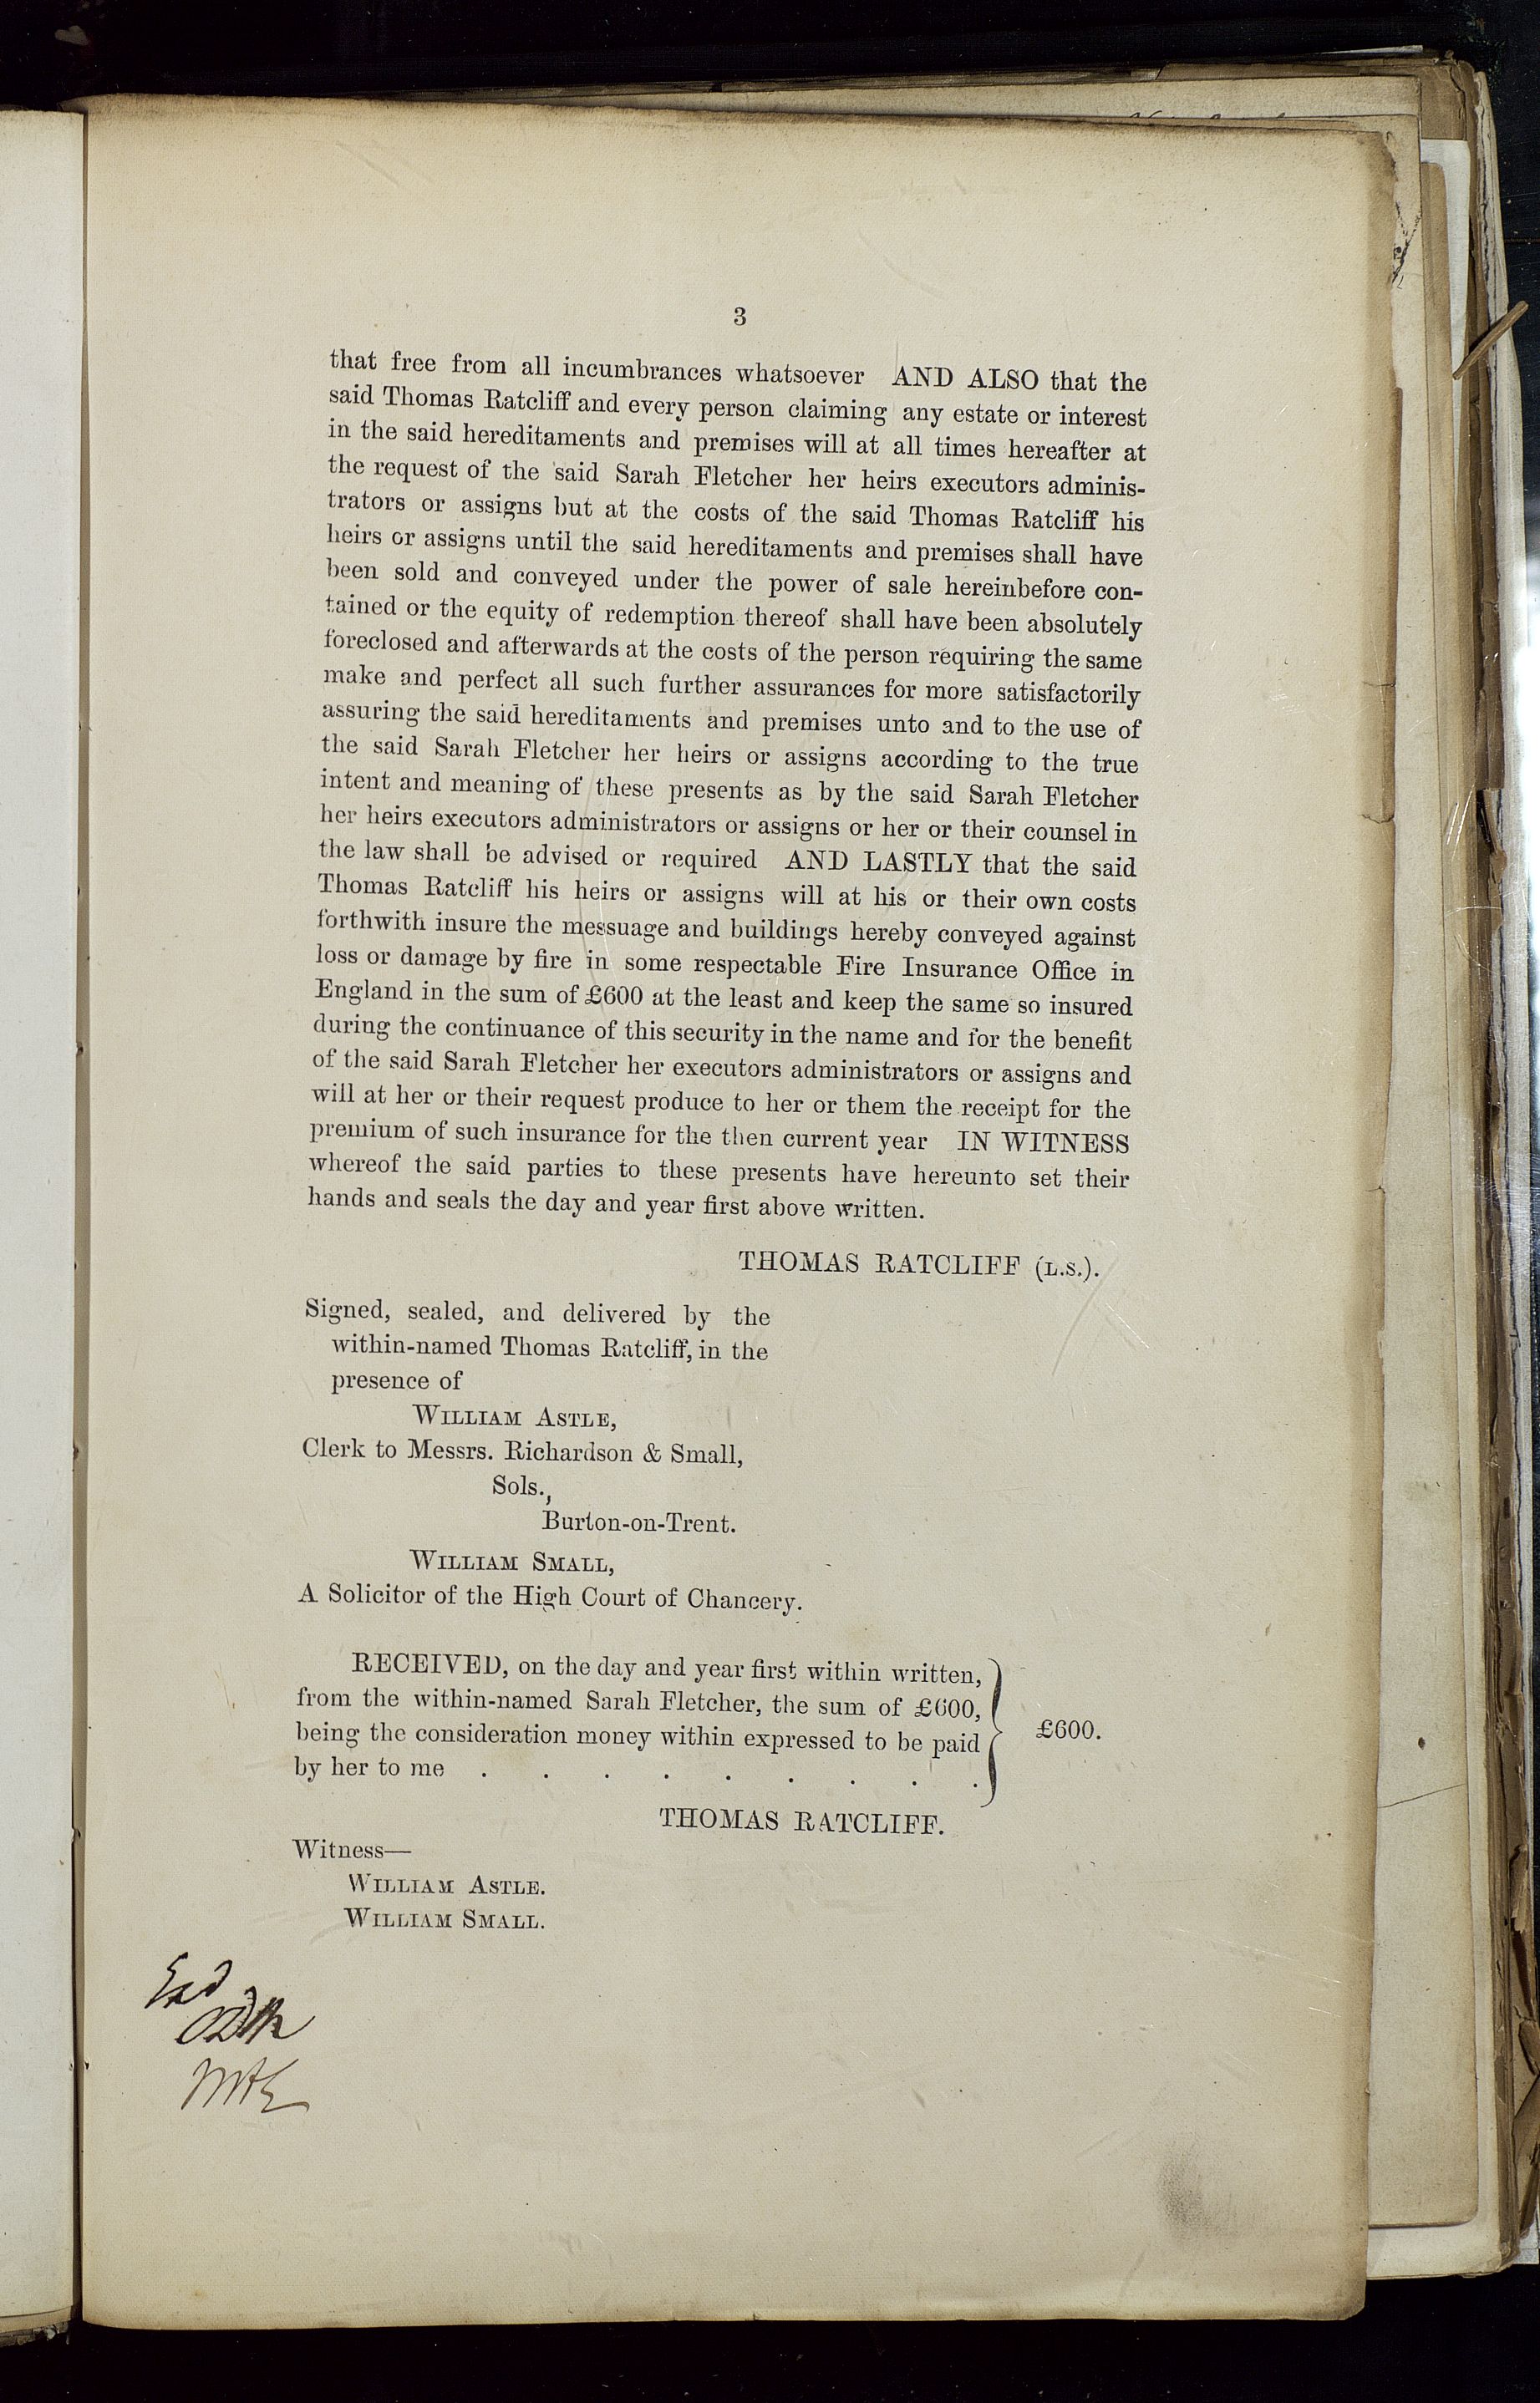 3
that free from all incumbrances whatsoever AND ALSO that the
said Thomas Ratcliff and every person claiming any estate or interest
in the said hereditaments and premises will at all times hereafter at
the request of the said Sarah Fletcher her heirs executors adminis-
trators or assigns but at the costs of the said Thomas Ratcliff his
heirs or assigns until the said hereditaments and premises shall have
been sold and conveyed under the power of sale hereinbefore con-
tained or the equity of redemption thereof shall have been absolutely
foreclosed and afterwards at the costs of the person requiring the same
make and perfect all such further assurances for more satisfactorily
assuring the said hereditaments and premises unto and to the use of
the said Sarah Fletcher her heirs or assigns according to the true
intent and meaning of these presents as by the said Sarah Fletcher
her heirs executors administrators or assigns or her or their counsel in
the law shall be advised or required AND LASTLY that the said
Thomas Ratcliff his heirs or assigns will at his or their own costs
forthwith insure the messuage and buildings hereby conveyed against
loss or damage by fire in some respectable Fire Insurance Office in
England in the sum of £600 at the least and keep the same so insured
during the continuance of this security in the name and for the benefit
of the said Sarah Fletcher her executors administrators or assigns and
will at her or their request produce to her or them the receipt for the
premium of such insurance for the then current year IN WITNESS
whereof the said parties to these presents have hereunto set their
hands and seals the day and year first above written.
THOMAS RATCLIFF (L.S.).
Signed, sealed, and delivered by the
within-named Thomas Ratcliff, in the
presence of
WILLIAM ASTLE,
Clerk to Messrs. Richardson & Small,
Sols.,
Burton-on-Trent.
WILLIAM SMALL,
A Solicitor of the High Court of Chancery.
RECEIVED, on the day and year first within written,
from the within-named Sarah Fletcher, the sum of £600,
being the consideration money within expressed to be paid
by her to me . . . . . . . . .
£600.
THOMAS RATCLIFF.
Witness—
WILLIAM ASTLE.
WILLIAM SMALL.